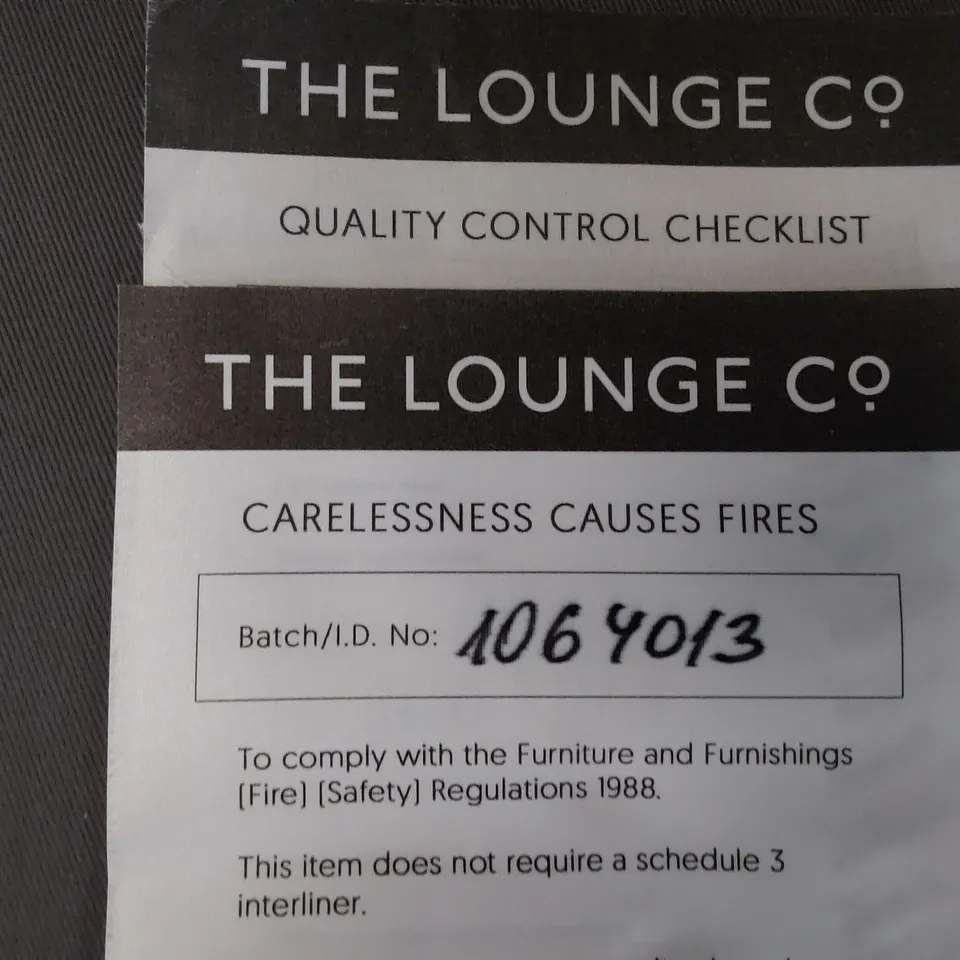 THE LOUNGE Cº
QUALITY CONTROL CHECKLIST
THE LOUNGE Cº
CARELESSNESS CAUSES FIRES
Batch/I.D. No: 1064013
To comply with the Furniture and Furnishings
(Fire) (Safety) Regulations 1988.
This item does not require a schedule 3
interliner.